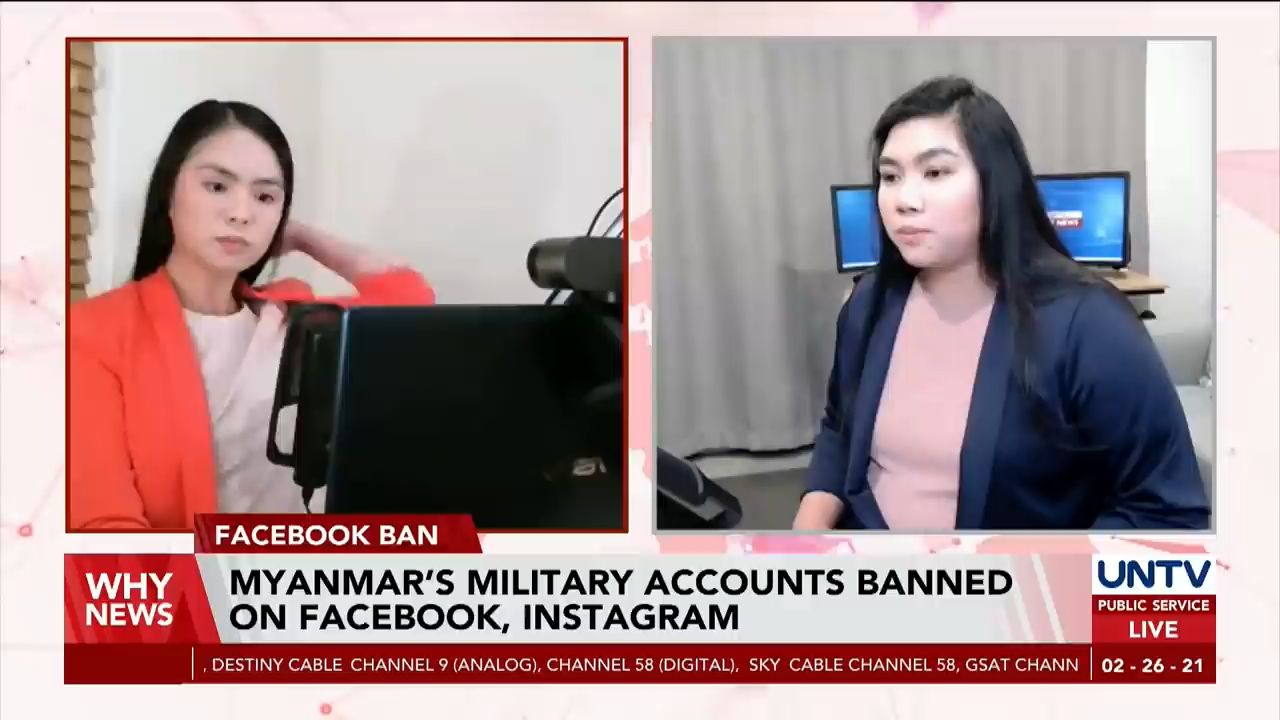 FACEBOOK BAN
WHY
NEWS
MYANMAR'S MILITARY ACCOUNTS BANNED
ON FACEBOOK, INSTAGRAM
UNTV
PUBLIC SERVICE
LIVE
, DESTINY CABLE CHANNEL 9 (ANALOG), CHANNEL 58 (DIGITAL), SKY CABLE CHANNEL 58, GSAT CHANN
02 - 26 - 21